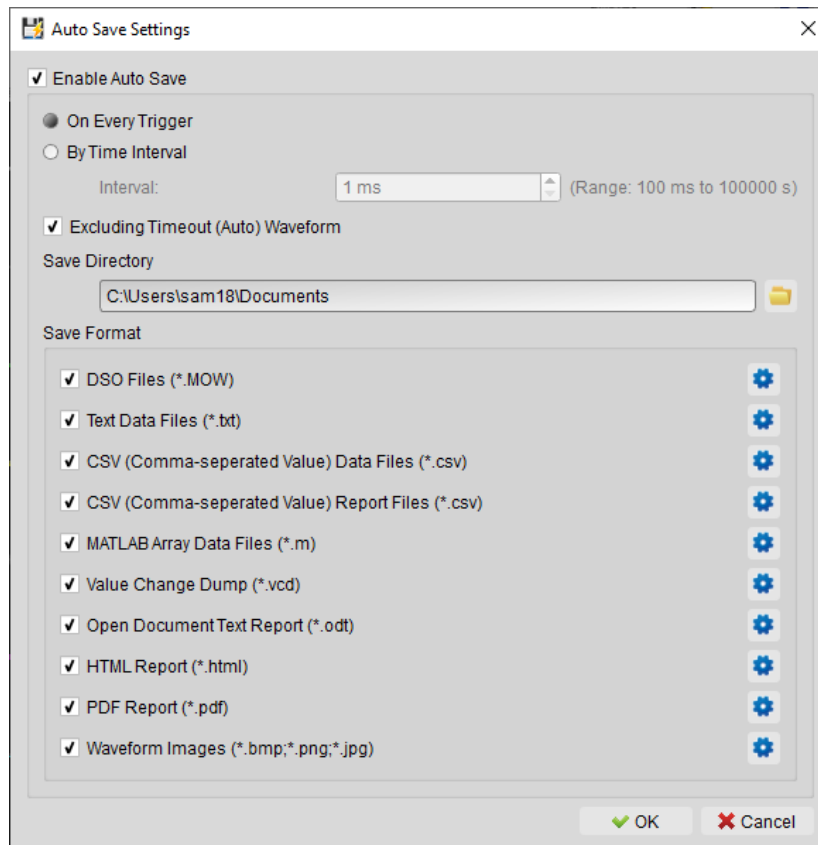 Auto Save Settings
Enable Auto Save
On Every Trigger
By Time Interval
Interval: 1 ms (Range: 100 ms to 100000 s)
Excluding Timeout (Auto) Waveform
Save Directory
C:\Users\sam18\Documents
Save Format
DSO Files (*.MOW)
Text Data Files (*.txt)
CSV (Comma-seperated Value) Data Files (*.csv)
CSV (Comma-seperated Value) Report Files (*.csv)
MATLAB Array Data Files (*.m)
Value Change Dump (*.vcd)
Open Document Text Report (*.odt)
HTML Report (*.html)
PDF Report (*.pdf)
Waveform Images (*.bmp;*.png;*.jpg)
OK Cancel